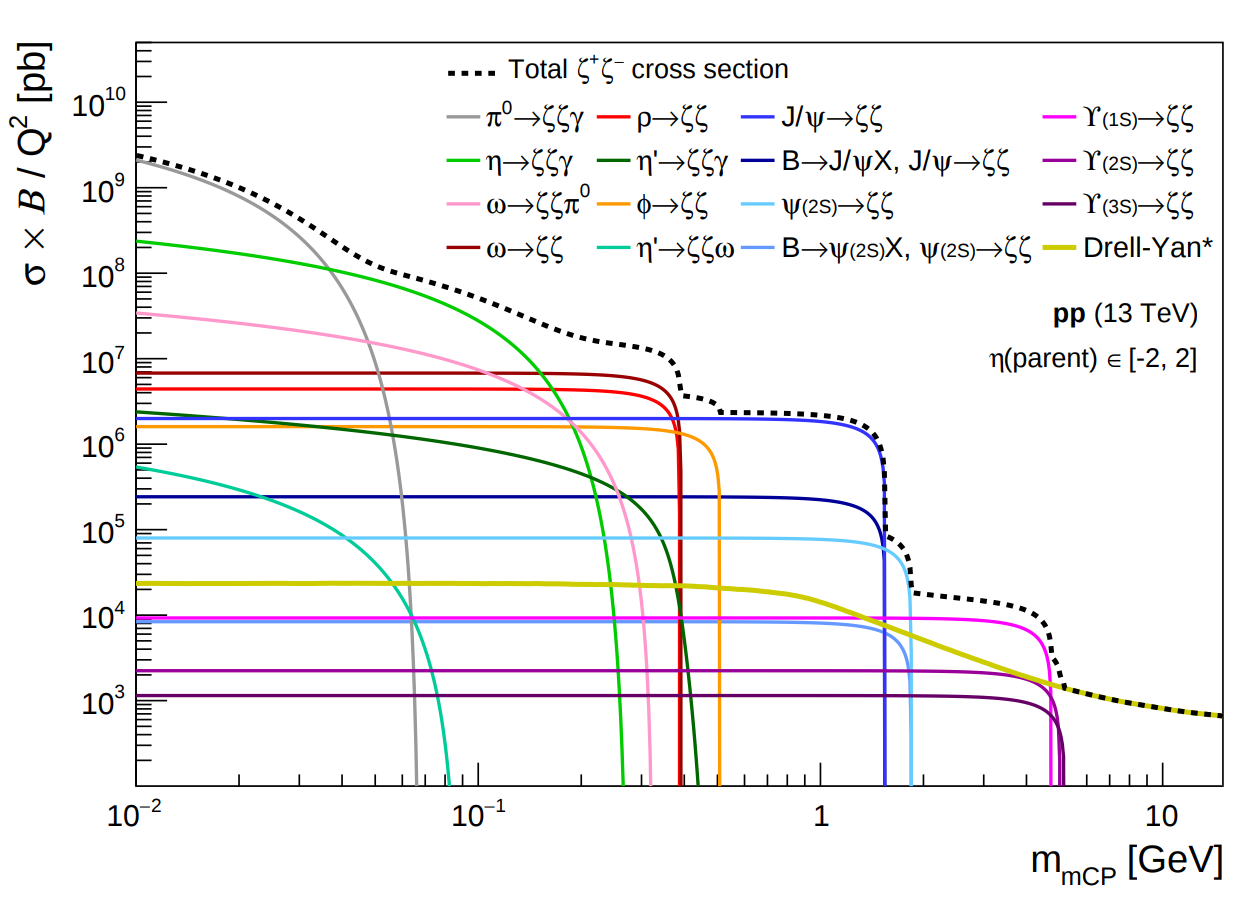 σ × B / Q² [pb]
10¹⁰
10⁹
10⁸
10⁷
10⁶
10⁵
10⁴
10³
Total ζ⁺ζ⁻ cross section
π⁰→ζζγ ρ→ζζ J/ψ→ζζ ϒ(1S)→ζζ
η→ζζγ η'→ζζγ B→J/ψX, J/ψ→ζζ ϒ(2S)→ζζ
ω→ζζπ⁰ ϕ→ζζ ψ(2S)→ζζ ϒ(3S)→ζζ
ω→ζζ η'→ζζω B→ψ(2S)X, ψ(2S)→ζζ Drell-Yan*
pp (13 TeV)
η(parent) ∈ [-2, 2]
10⁻² 10⁻¹ 1 10
m_mCP [GeV]